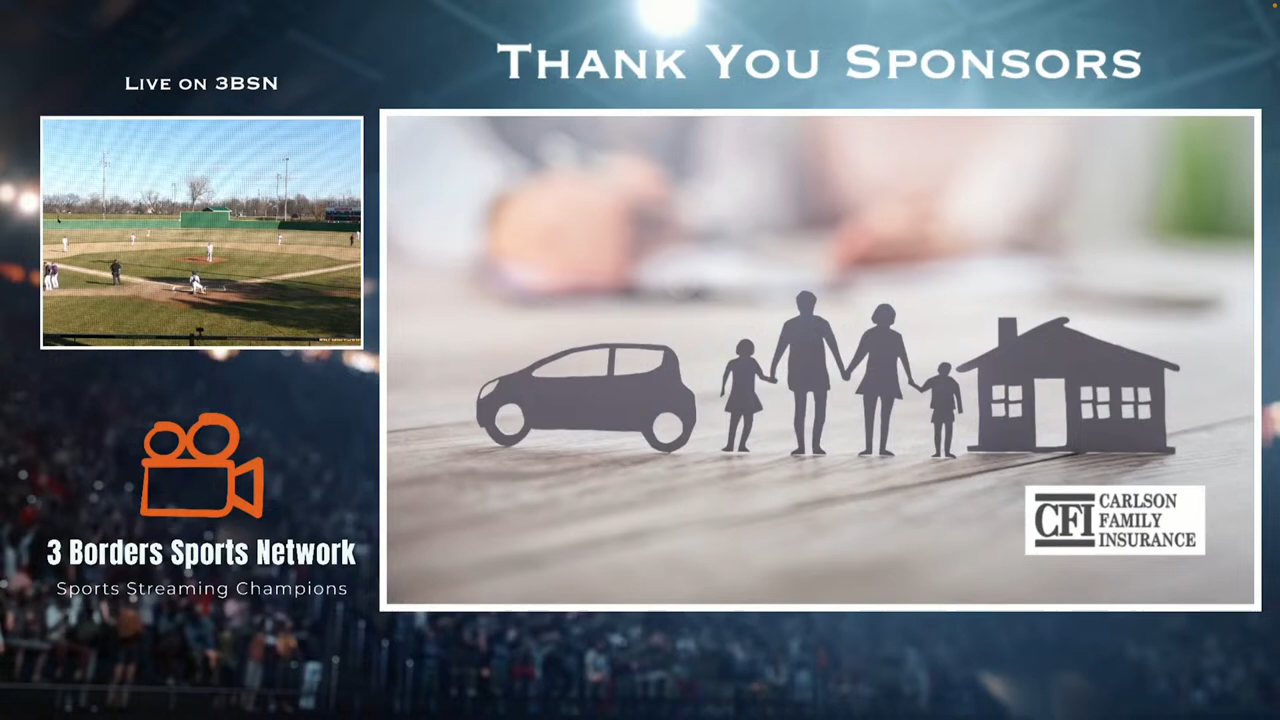 Thank You Sponsors
Live on 3BSN
CFI
CARLSON
FAMILY
INSURANCE
3 Borders Sports Network
Sports Streaming Champions